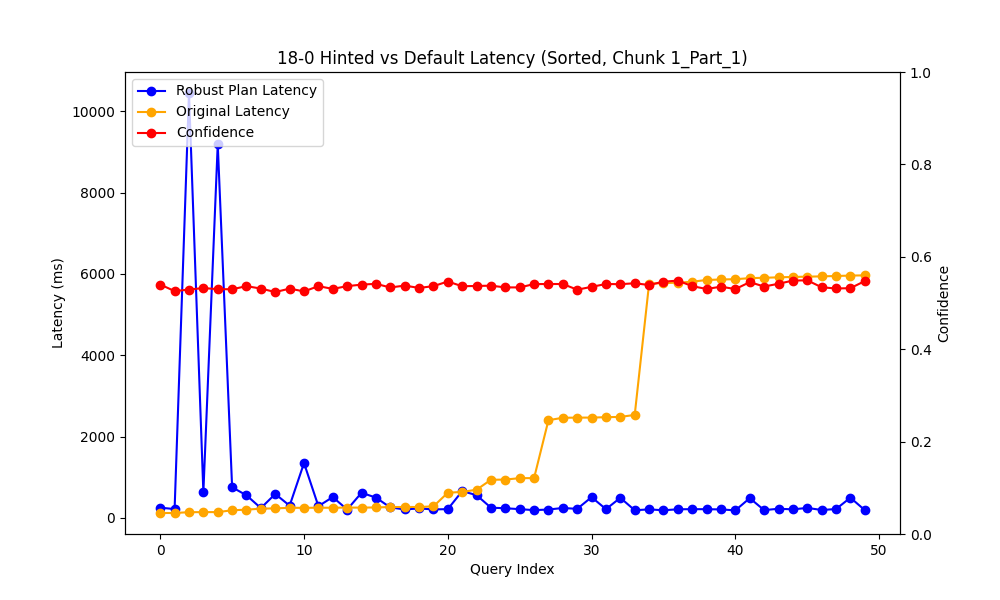 18-0 Hinted vs Default Latency (Sorted, Chunk 1_Part_1)
Robust Plan Latency
Original Latency
Confidence
Latency (ms)
10000
8000
6000
4000
2000
0
1.0
0.8
0.6
0.4
0.2
0.0
Confidence
0 10 20 30 40 50
Query Index